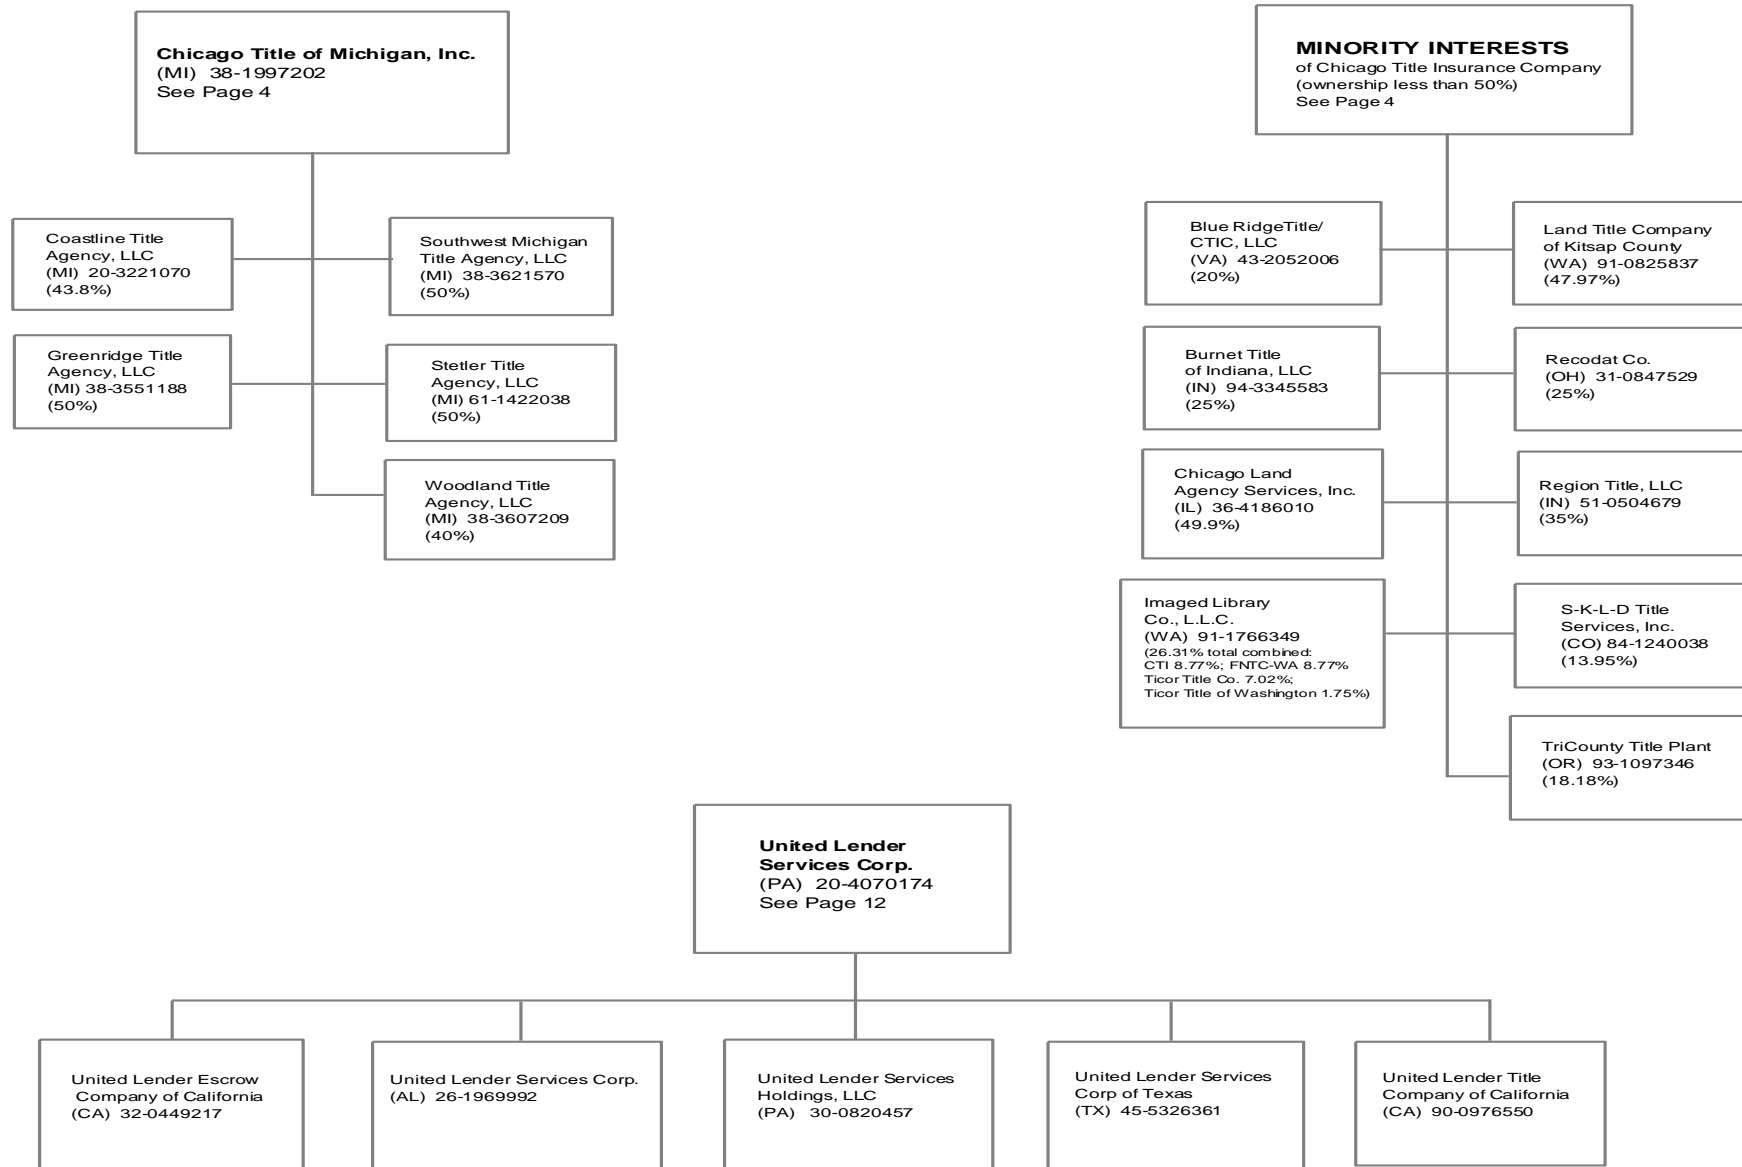 Chicago Title of Michigan, Inc.
(MI) 38-1997202
See Page 4
Coastline Title
Agency, LLC
(MI) 20-3221070
(43.8%)
Southwest Michigan
Title Agency, LLC
(MI) 38-3621570
(50%)
Greenridge Title
Agency, LLC
(MI) 38-3551188
(50%)
Stetler Title
Agency, LLC
(MI) 61-1422038
(50%)
Woodland Title
Agency, LLC
(MI) 38-3607209
(40%)
MINORITY INTERESTS
of Chicago Title Insurance Company
(ownership less than 50%)
See Page 4
Blue RidgeTitle/
CTIC, LLC
(VA) 43-2052006
(20%)
Land Title Company
of Kitsap County
(WA) 91-0825837
(47.97%)
Burnet Title
of Indiana, LLC
(IN) 94-3345583
(25%)
Recodat Co.
(OH) 31-0847529
(25%)
Chicago Land
Agency Services, Inc.
(IL) 36-4186010
(49.9%)
Region Title, LLC
(IN) 51-0504679
(35%)
Imaged Library
Co., L.L.C.
(WA) 91-1766349
(26.31% total combined:
CTI 8.77%; FNTC-WA 8.77%
Ticor Title Co. 7.02%;
Ticor Title of Washington 1.75%)
S-K-L-D Title
Services, Inc.
(CO) 84-1240038
(13.95%)
TriCounty Title Plant
(OR) 93-1097346
(18.18%)
United Lender
Services Corp.
(PA) 20-4070174
See Page 12
United Lender Escrow
Company of California
(CA) 32-0449217
United Lender Services Corp.
(AL) 26-1969992
United Lender Services
Holdings, LLC
(PA) 30-0820457
United Lender Services
Corp of Texas
(TX) 45-5326361
United Lender Title
Company of California
(CA) 90-0976550